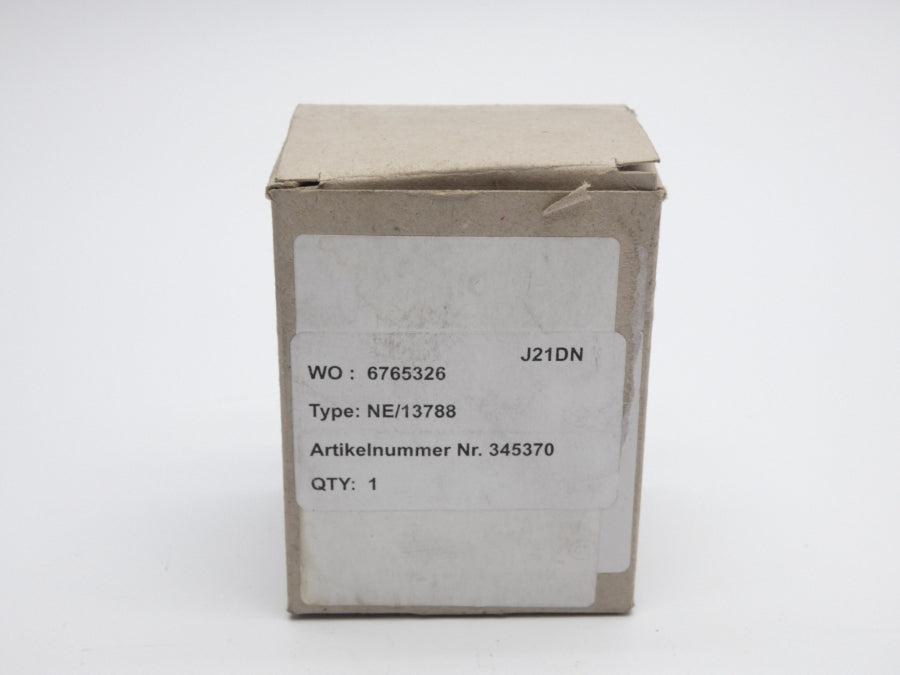 J21DN
WO : 6765326
Type: NE/13788
Artikelnummer Nr. 345370
QTY: 1